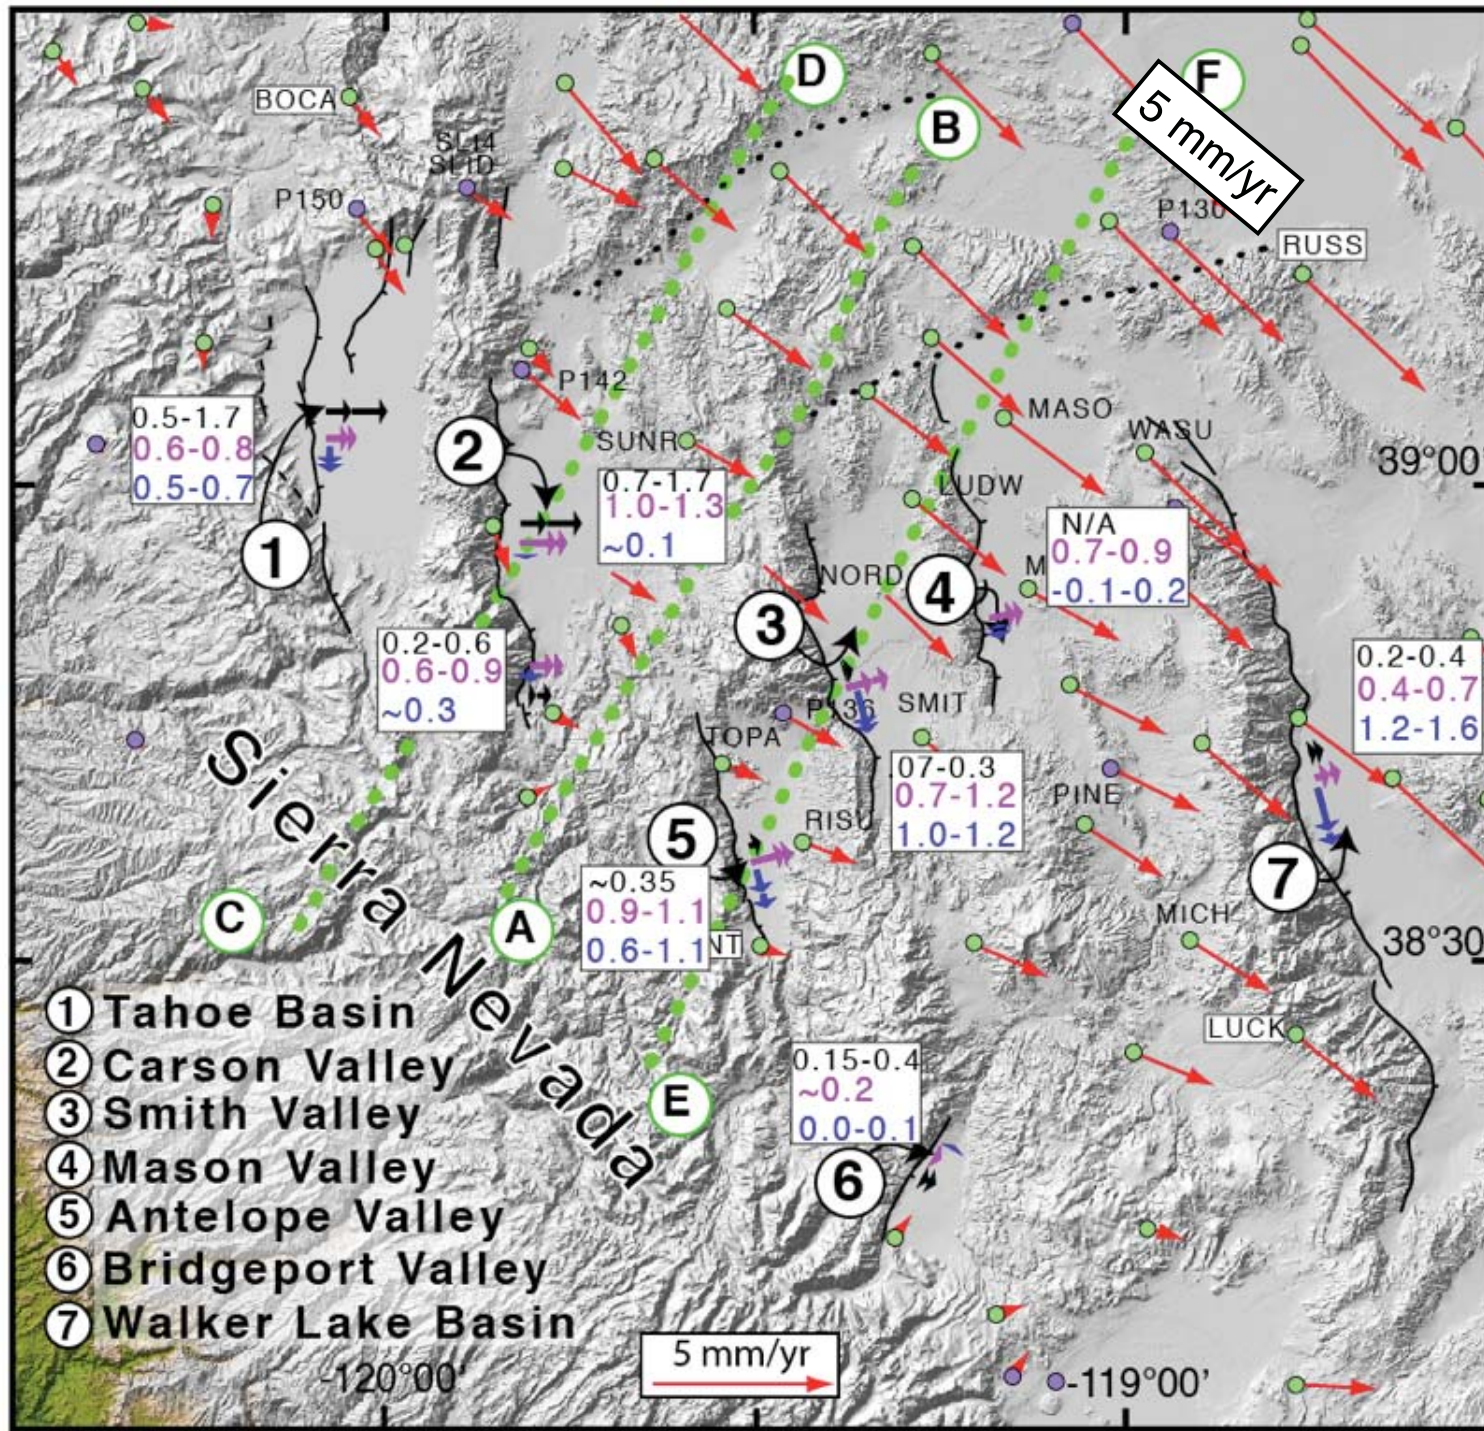 D
F
BOCA
5 mm/yr
B
SLI4
SLID
P150
P130
RUSS
P142
0.5-1.7
0.6-0.8
0.5-0.7
2
SUNR
MASO
WASU
39°00'
0.7-1.7
1.0-1.3
~0.1
LUDW
N/A
0.7-0.9
-0.1-0.2
1
NORD
4
M
3
0.2-0.6
0.6-0.9
~0.3
0.2-0.4
0.4-0.7
1.2-1.6
P136
SMIT
TOPA
.07-0.3
0.7-1.2
1.0-1.2
PINE
RISU
5
7
~0.35
0.9-1.1
0.6-1.1
NT
C
A
MICH
38°30
Sierra Nevada
LUCK
E
0.15-0.4
~0.2
0.0-0.1
6
1 Tahoe Basin
2 Carson Valley
3 Smith Valley
4 Mason Valley
5 Antelope Valley
6 Bridgeport Valley
7 Walker Lake Basin
5 mm/yr
-120°00'
-119°00'